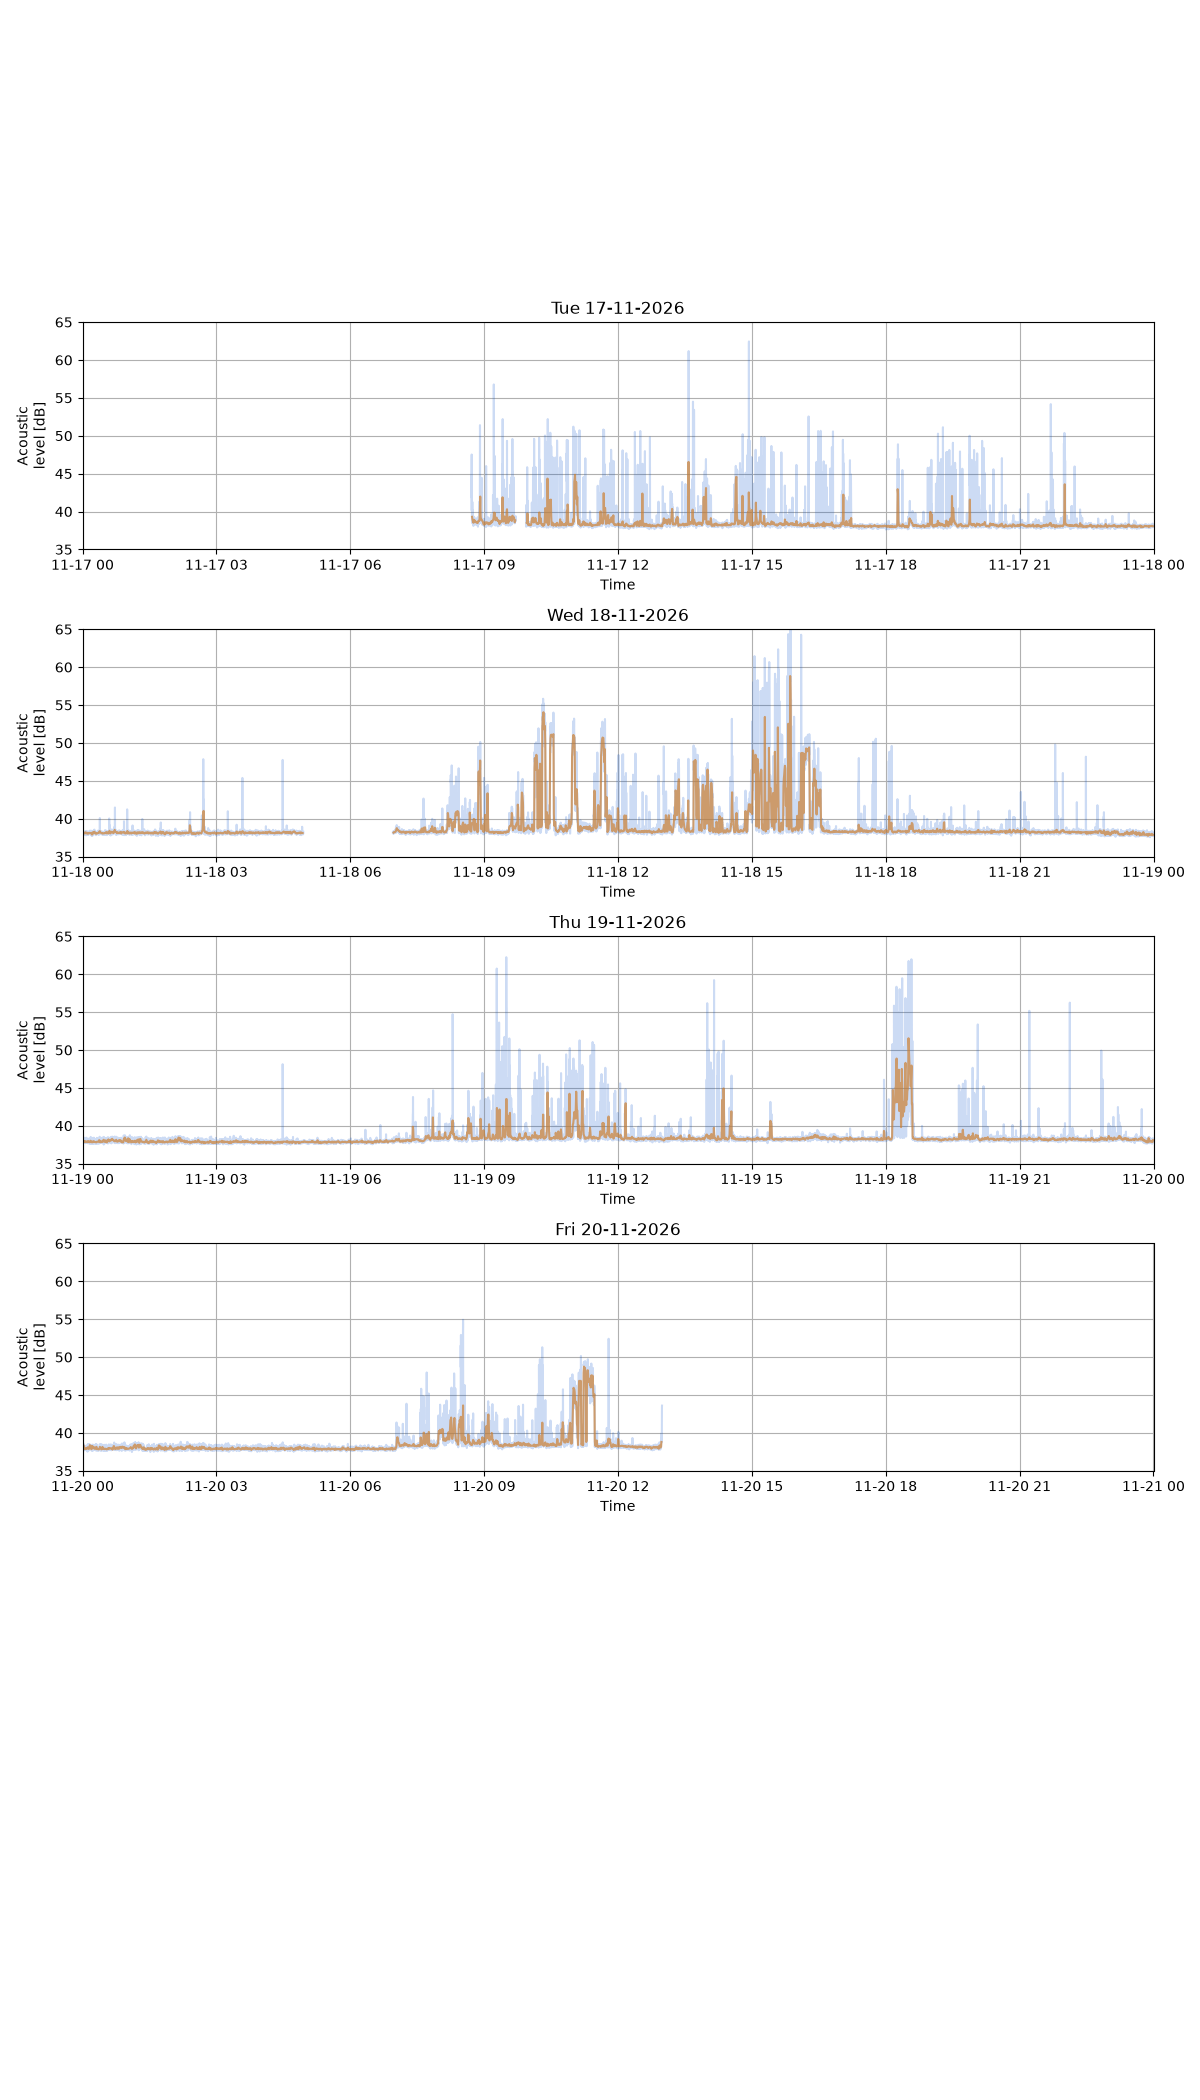 Tue 17-11-2026
Acoustic
level [dB]
65
60
55
50
45
40
35
11-17 00 11-17 03 11-17 06 11-17 09 11-17 12 11-17 15 11-17 18 11-17 21 11-18 00
Time
Wed 18-11-2026
Acoustic
level [dB]
65
60
55
50
45
40
35
11-18 00 11-18 03 11-18 06 11-18 09 11-18 12 11-18 15 11-18 18 11-18 21 11-19 00
Time
Thu 19-11-2026
Acoustic
level [dB]
65
60
55
50
45
40
35
11-19 00 11-19 03 11-19 06 11-19 09 11-19 12 11-19 15 11-19 18 11-19 21 11-20 00
Time
Fri 20-11-2026
Acoustic
level [dB]
65
60
55
50
45
40
35
11-20 00 11-20 03 11-20 06 11-20 09 11-20 12 11-20 15 11-20 18 11-20 21 11-21 00
Time